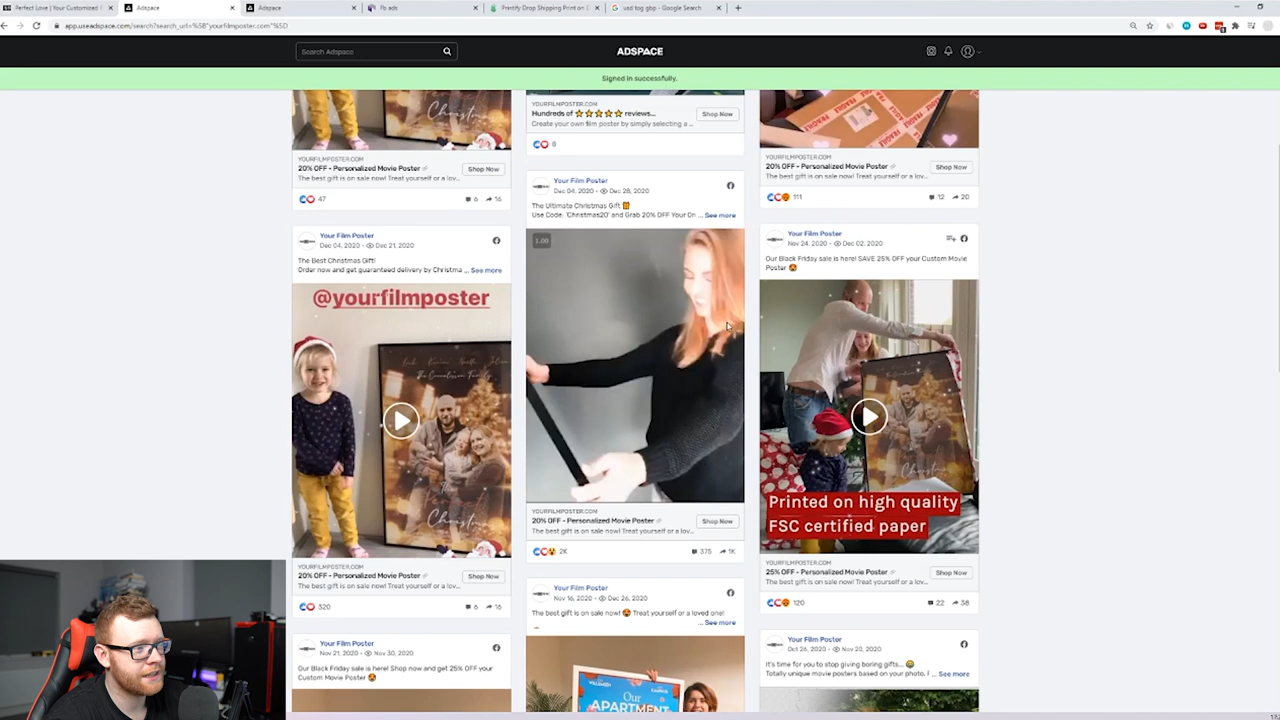 Perfect Love | Your Customized
Adspace
Adspace
Po ads
Printify Drop Shipping Print on
usd tog gbp - Google Search
app.useadspace.com/search?search_url=%5B"yourfilmposter.com"%5D
Search Adspace
ADSPACE
Signed in successfully.
Christmas
YOURFILMPOSTER.COM
20% OFF - Personalized Movie Poster
Shop Now
The best gift is on sale now! Treat yourself or a lov...
47
6
16
Your Film Poster
Dec 04, 2020 - Dec 21, 2020
The Best Christmas Gift!
Order now and get guaranteed delivery by Christma ... See more
@yourfilmposter
The Connatison Family
Christmas
YOURFILMPOSTER.COM
20% OFF - Personalized Movie Poster
Shop Now
The best gift is on sale now! Treat yourself or a lov...
320
6
16
Your Film Poster
Nov 21, 2020 - Nov 30, 2020
Our Black Friday sale is here! Shop now and get 25% OFF your
Custom Movie Poster
YOURFILMPOSTER.COM
Hundreds of ⭐⭐⭐⭐⭐ reviews...
Shop Now
Create your own film poster by simply selecting a ...
8
Your Film Poster
Dec 04, 2020 - Dec 28, 2020
The Ultimate Christmas Gift
Use Code: 'Christmas20' and Grab 20% OFF Your On ... See more
1.00
YOURFILMPOSTER.COM
20% OFF - Personalized Movie Poster
Shop Now
The best gift is on sale now! Treat yourself or a lov...
2K
375
1K
Your Film Poster
Nov 16, 2020 - Dec 26, 2020
The best gift is on sale now! 😍 Treat yourself or a loved one!
... See more
Our
APARTMENT
FRAGILE
YOURFILMPOSTER.COM
20% OFF - Personalized Movie Poster
Shop Now
The best gift is on sale now! Treat yourself or a lov...
111
12
20
Your Film Poster
Nov 24, 2020 - Dec 02, 2020
Our Black Friday sale is here! SAVE 25% OFF your Custom Movie
Poster 😍
Christmas
Printed on high quality
FSC certified paper
YOURFILMPOSTER.COM
25% OFF - Personalized Movie Poster
Shop Now
The best gift is on sale now! Treat yourself or a lov...
120
22
38
Your Film Poster
Oct 26, 2020 - Nov 20, 2020
It's time for you to stop giving boring gifts...
Totally unique movie posters based on your photo, f ... See more